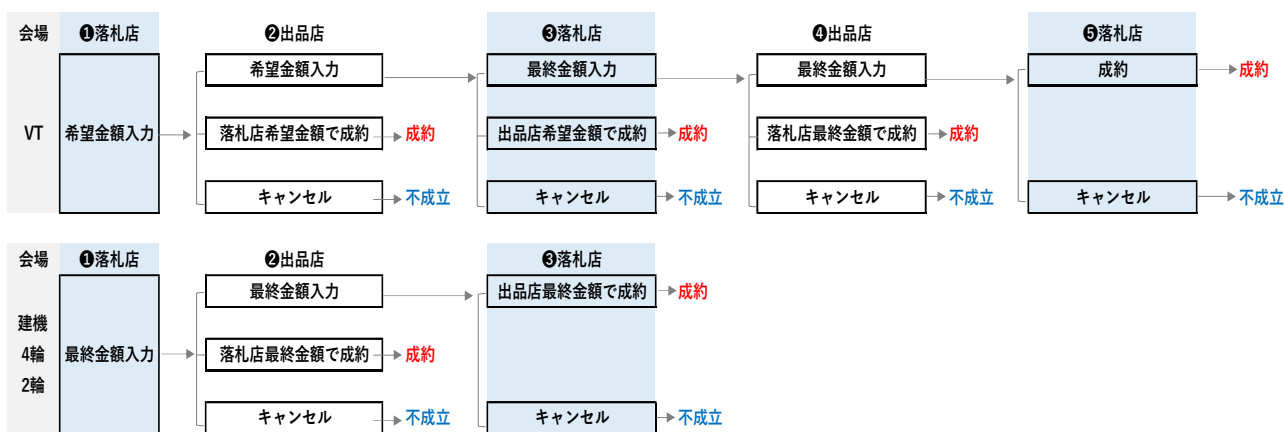 会場 ❶落札店 ❷出品店 ❸落札店 ❹出品店 ❺落札店
希望金額入力 最終金額入力 最終金額入力 成約 成約
VT 希望金額入力 落札店希望金額で成約 成約 出品店希望金額で成約 成約 落札店最終金額で成約 成約
キャンセル 不成立 キャンセル 不成立 キャンセル 不成立 キャンセル 不成立
会場 ❶落札店 ❷出品店 ❸落札店
最終金額入力 出品店最終金額で成約 成約
建機
4輪 最終金額入力 落札店最終金額で成約 成約
2輪
キャンセル 不成立 キャンセル 不成立